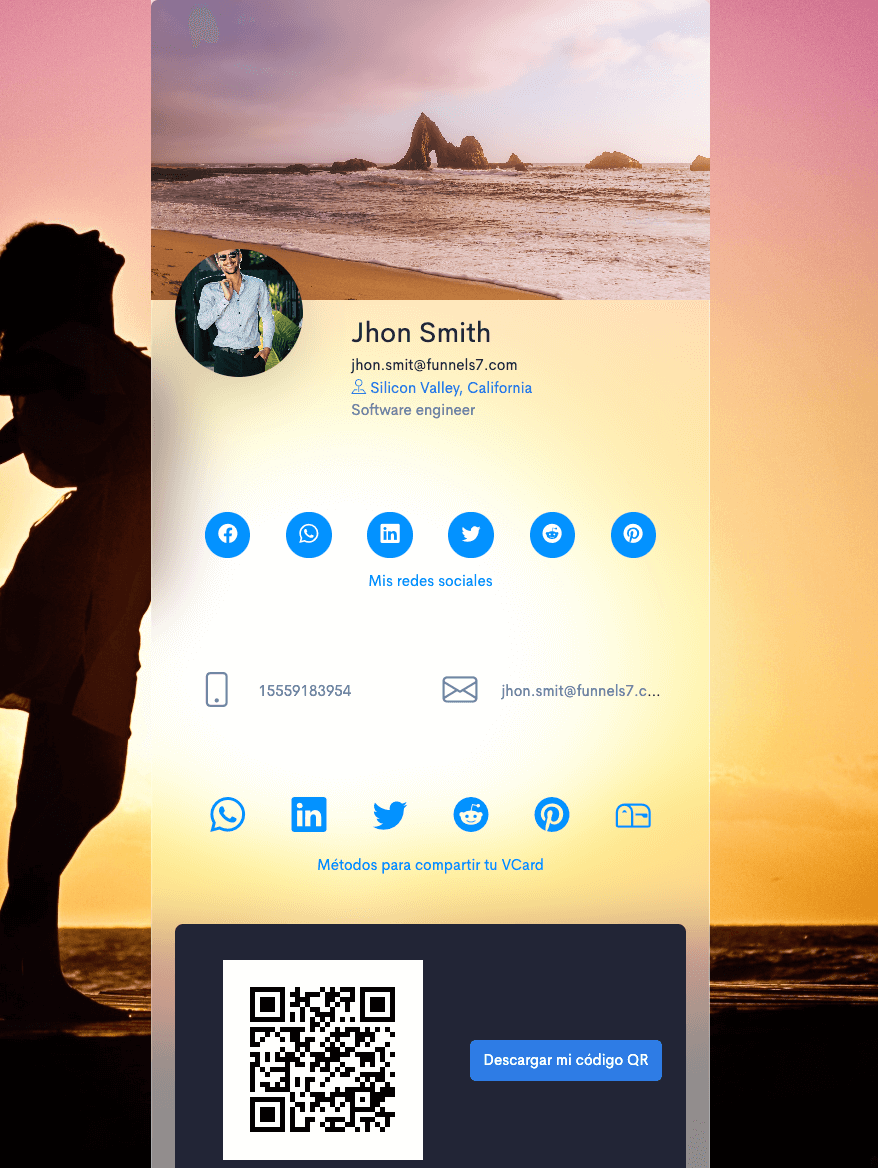 Jhon Smith
jhon.smit@funnels7.com
Silicon Valley, California
Software engineer
Mis redes sociales
15559183954
jhon.smit@funnels7.c...
Métodos para compartir tu VCard
Descargar mi código QR